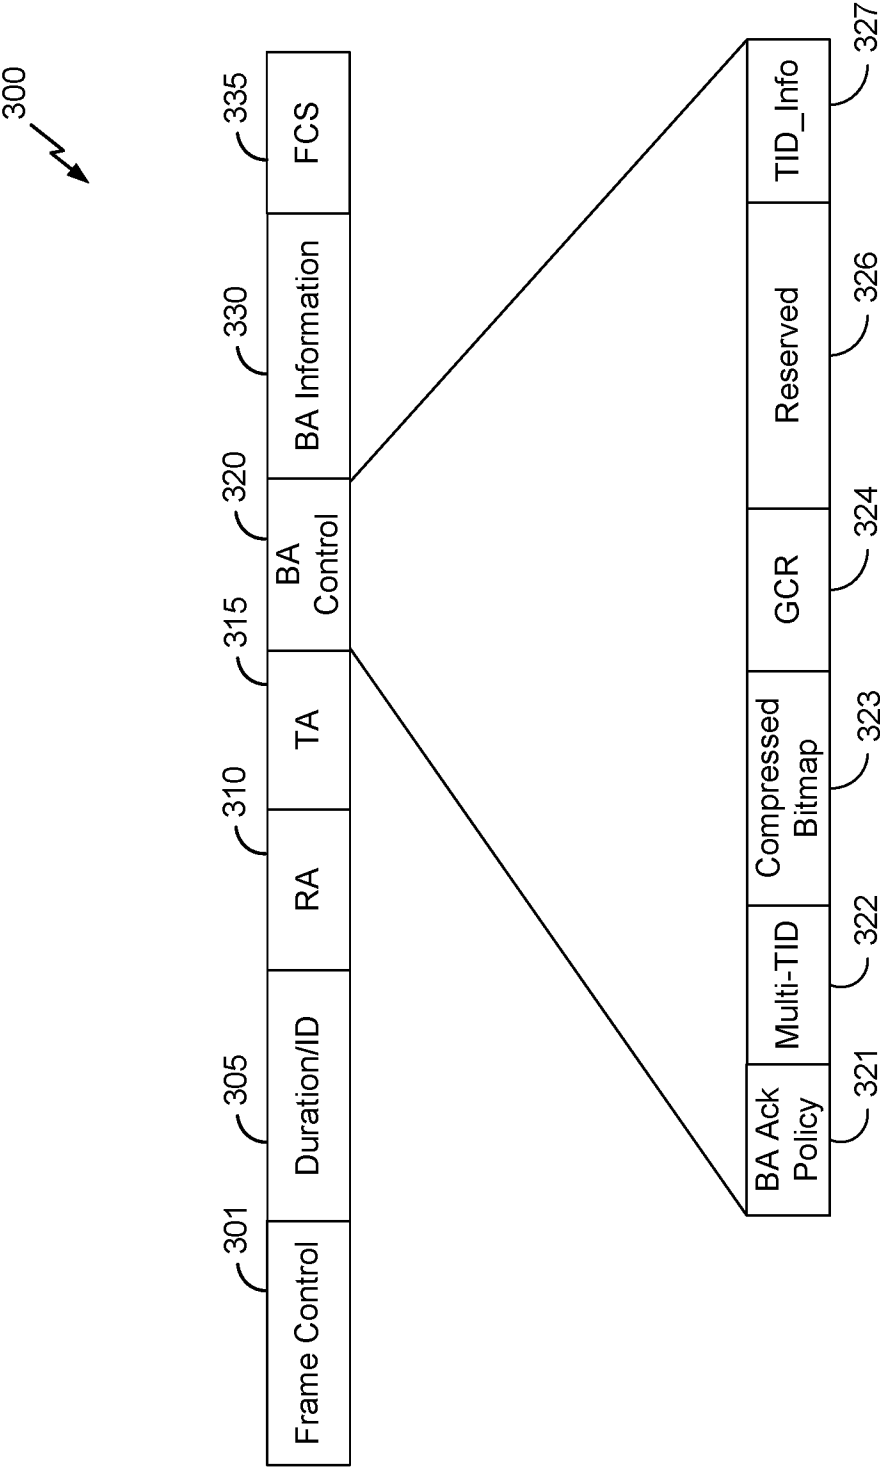 300
301
305
310
315
320
330
335
Frame Control
Duration/ID
RA
TA
BA
Control
BA Information
FCS
BA Ack
Policy
Multi-TID
Compressed
Bitmap
GCR
Reserved
TID_Info
321
322
323
324
326
327